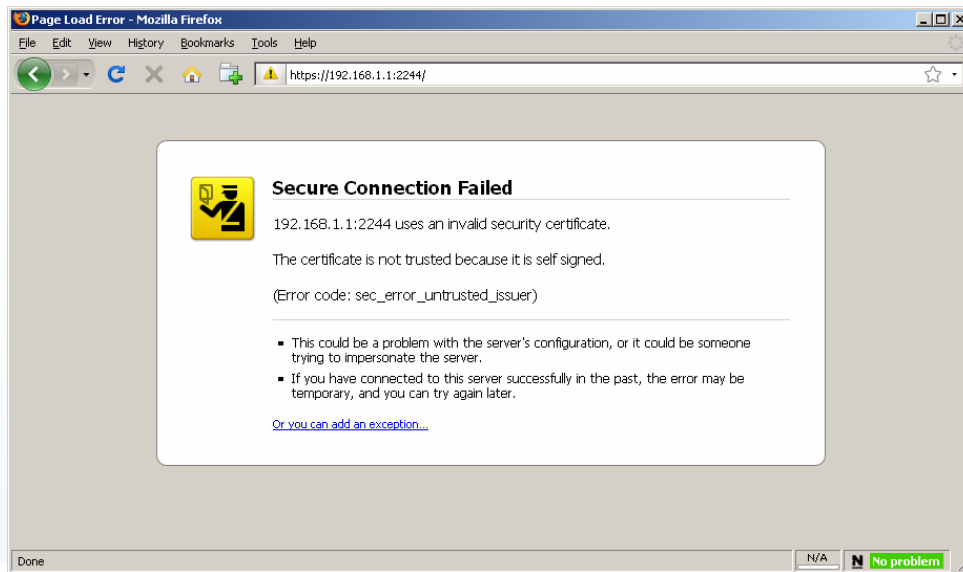 Page Load Error - Mozilla Firefox
File Edit View History Bookmarks Tools Help
https://192.168.1.1:2244/
Secure Connection Failed
192.168.1.1:2244 uses an invalid security certificate.
The certificate is not trusted because it is self signed.
(Error code: sec_error_untrusted_issuer)
This could be a problem with the server's configuration, or it could be someone
trying to impersonate the server.
If you have connected to this server successfully in the past, the error may be
temporary, and you can try again later.
Or you can add an exception...
Done N/A N No problem